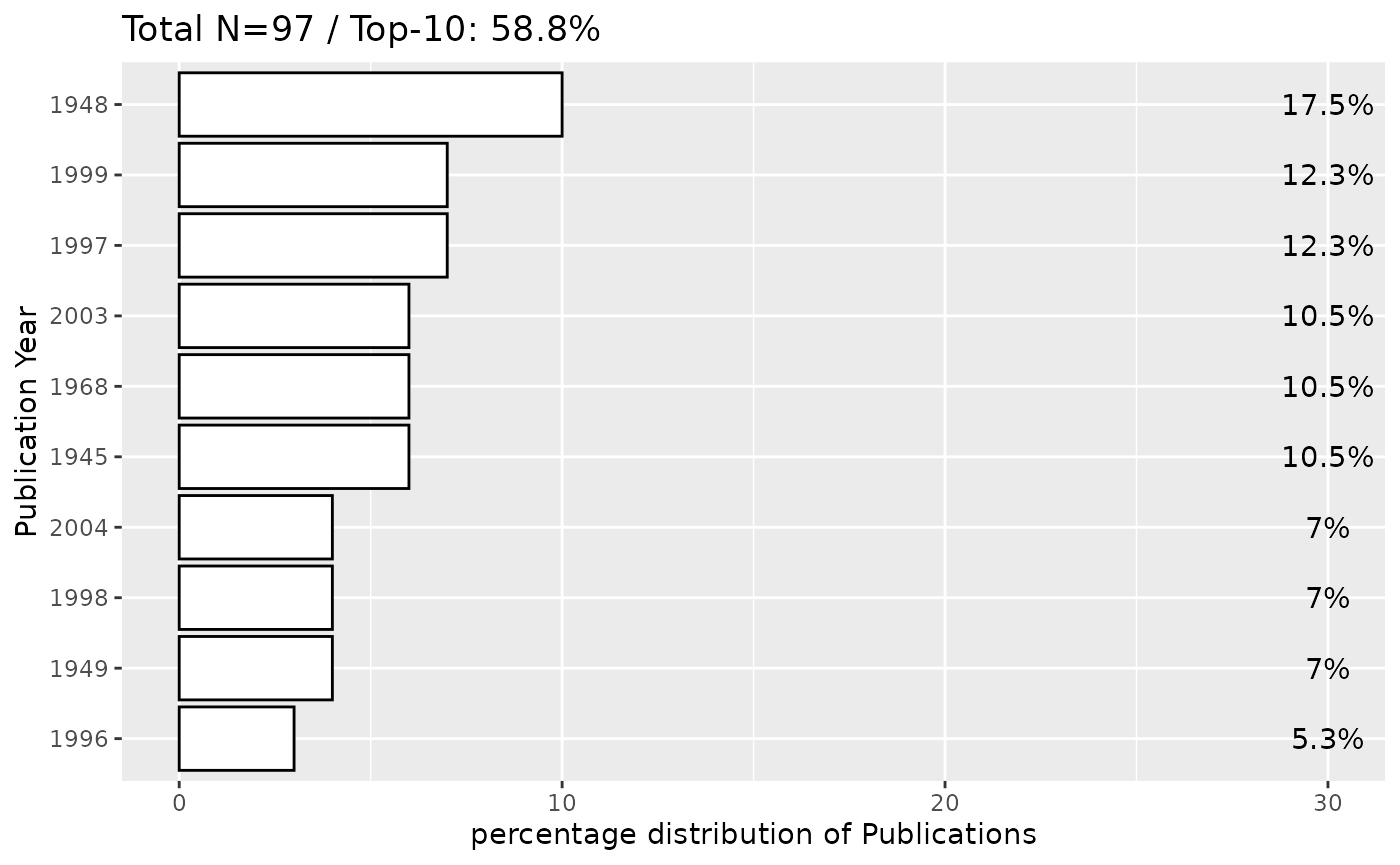 Total N=97 / Top-10: 58.8%
1948 17.5%
1999 12.3%
1997 12.3%
2003 10.5%
1968 10.5%
1945 10.5%
2004 7%
1998 7%
1949 7%
1996 5.3%
Publication Year
0 10 20 30
percentage distribution of Publications